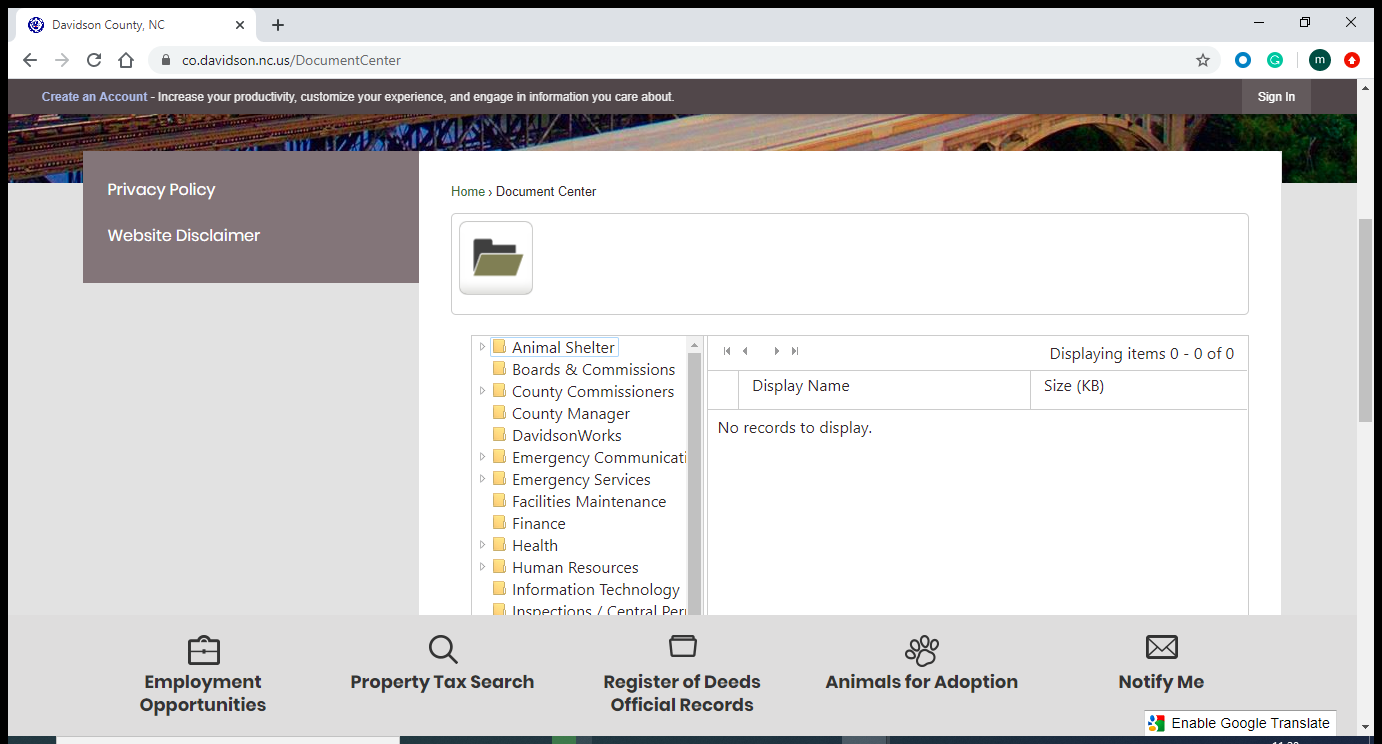 Davidson County, NC
co.davidson.nc.us/DocumentCenter
m
Create an Account - Increase your productivity, customize your experience, and engage in information you care about.
Sign In
Privacy Policy
Website Disclaimer
Home › Document Center
Animal Shelter
Boards & Commissions
County Commissioners
County Manager
DavidsonWorks
Emergency Communicati
Emergency Services
Facilities Maintenance
Finance
Health
Human Resources
Information Technology
Inspections / Central Per
Displaying items 0 - 0 of 0
Display Name
Size (KB)
No records to display.
Employment
Opportunities
Property Tax Search
Register of Deeds
Official Records
Animals for Adoption
Notify Me
Enable Google Translate